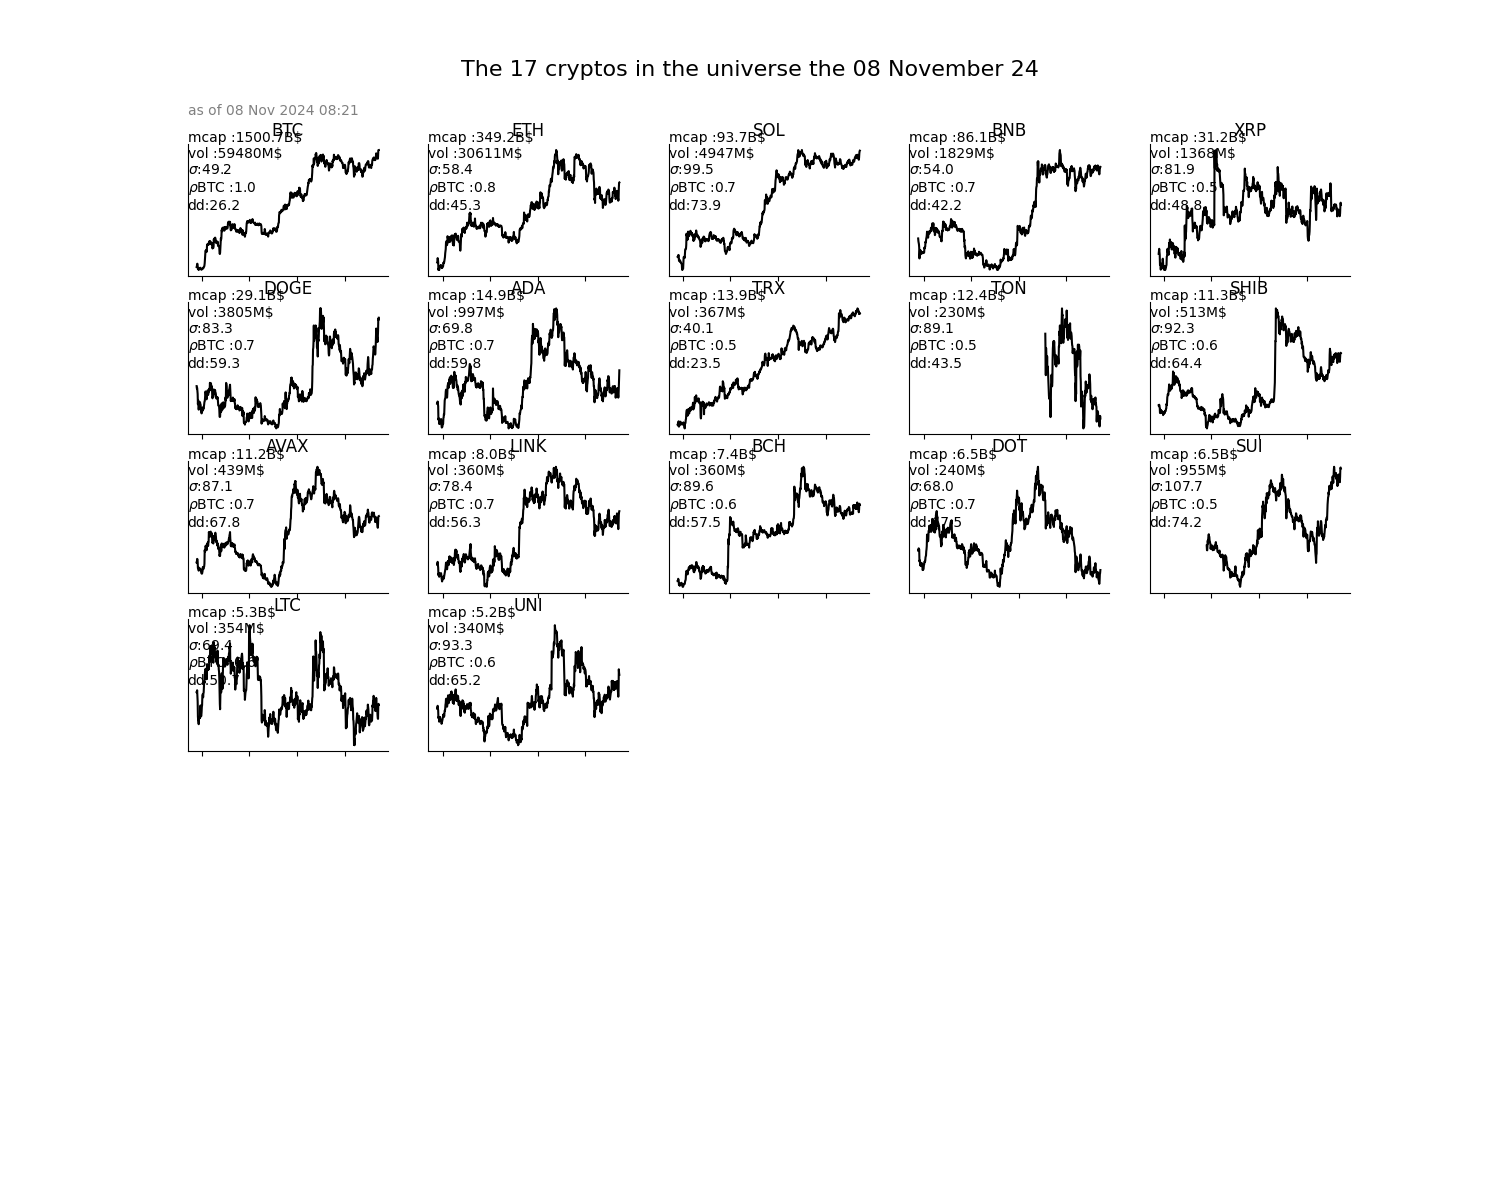 The 17 cryptos in the universe the 08 November 24
as of 08 Nov 2024 08:21
BTC
mcap :1500.7B$
vol :59480M$
σ:49.2
ρBTC :1.0
dd:26.2
ETH
mcap :349.2B$
vol :30611M$
σ:58.4
ρBTC :0.8
dd:45.3
SOL
mcap :93.7B$
vol :4947M$
σ:99.5
ρBTC :0.7
dd:73.9
BNB
mcap :86.1B$
vol :1829M$
σ:54.0
ρBTC :0.7
dd:42.2
XRP
mcap :31.2B$
vol :1368M$
σ:81.9
ρBTC :0.5
dd:48.8
DOGE
mcap :29.1B$
vol :3805M$
σ:83.3
ρBTC :0.7
dd:59.3
ADA
mcap :14.9B$
vol :997M$
σ:69.8
ρBTC :0.7
dd:59.8
TRX
mcap :13.9B$
vol :367M$
σ:40.1
ρBTC :0.5
dd:23.5
TON
mcap :12.4B$
vol :230M$
σ:89.1
ρBTC :0.5
dd:43.5
SHIB
mcap :11.3B$
vol :513M$
σ:92.3
ρBTC :0.6
dd:64.4
AVAX
mcap :11.2B$
vol :439M$
σ:87.1
ρBTC :0.7
dd:67.8
LINK
mcap :8.0B$
vol :360M$
σ:78.4
ρBTC :0.7
dd:56.3
BCH
mcap :7.4B$
vol :360M$
σ:89.6
ρBTC :0.6
dd:57.5
DOT
mcap :6.5B$
vol :240M$
σ:68.0
ρBTC :0.7
SUI
mcap :6.5B$
vol :955M$
σ:107.7
ρBTC :0.5
dd:74.2
LTC
mcap :5.3B$
vol :354M$
σ:69.4
ρBTC
UNI
mcap :5.2B$
vol :340M$
σ:93.3
ρBTC :0.6
dd:65.2